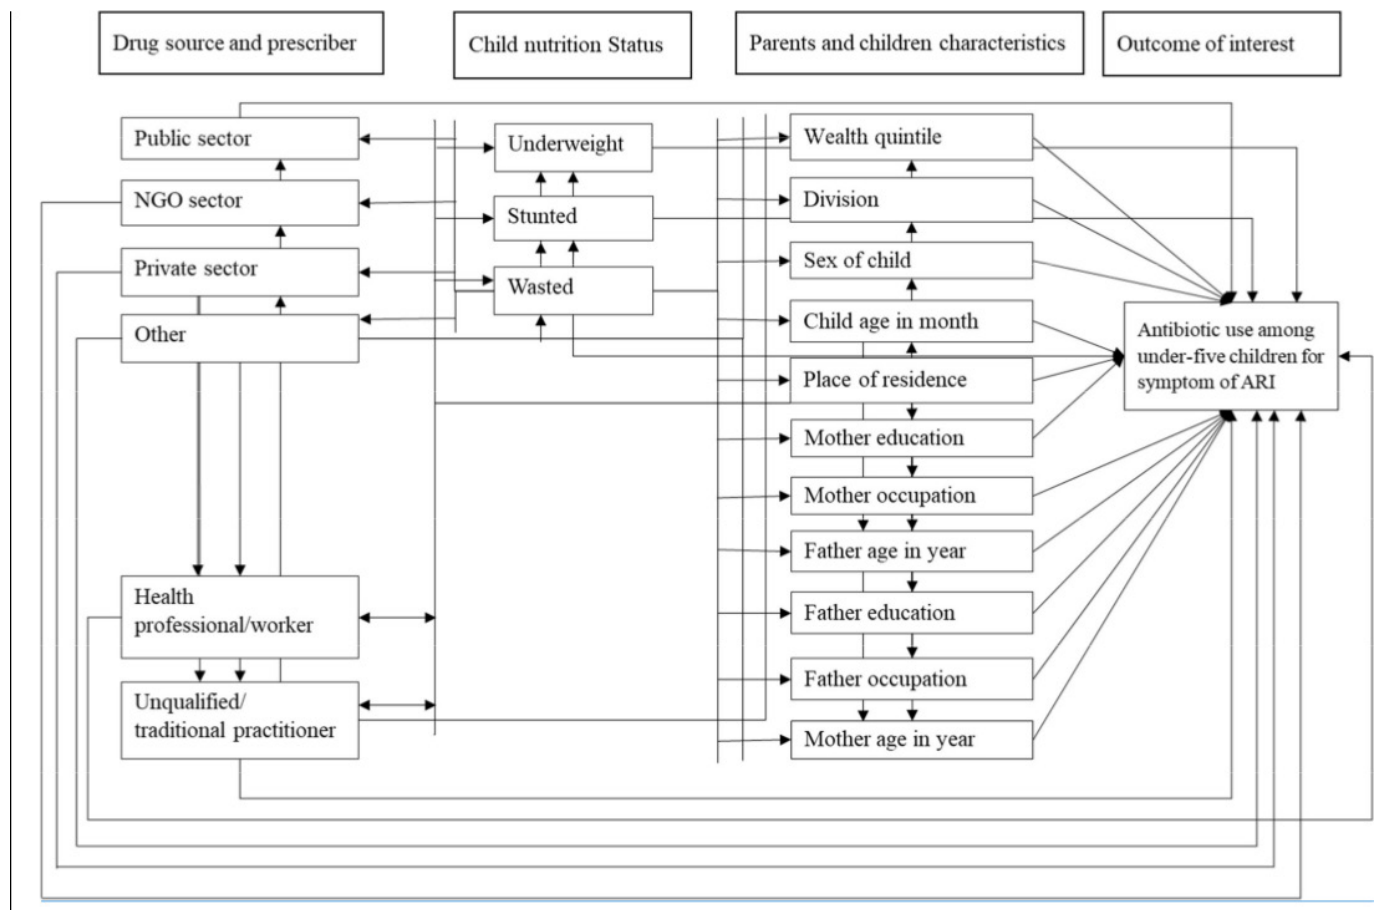 Drug source and prescriber
Child nutrition Status
Parents and children characteristics
Outcome of interest
Public sector
NGO sector
Private sector
Other
Health
professional/worker
Unqualified/
traditional practitioner
Underweight
Stunted
Wasted
Wealth quintile
Division
Sex of child
Child age in month
Place of residence
Mother education
Mother occupation
Father age in year
Father education
Father occupation
Mother age in year
Antibiotic use among
under-five children for
symptom of ARI